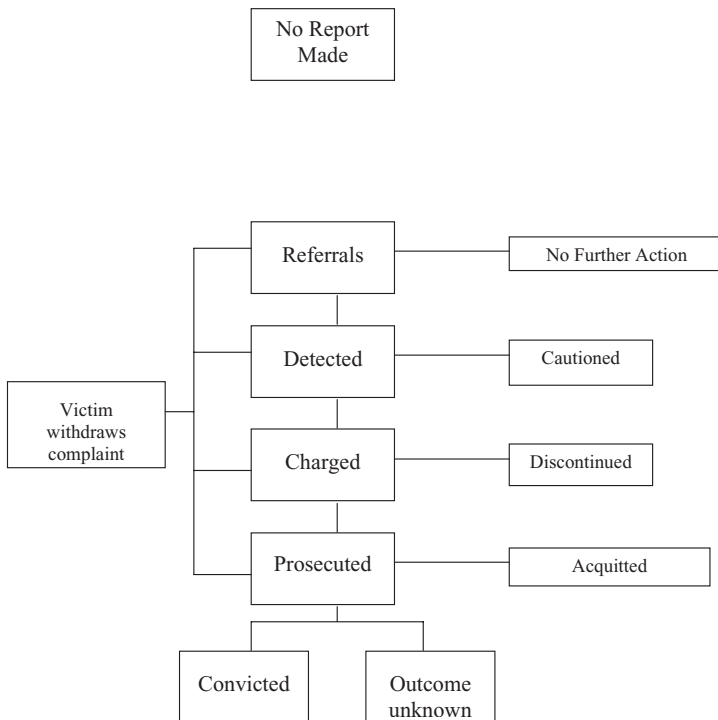 No Report
Made
Referrals
No Further Action
Detected
Cautioned
Victim
withdraws
complaint
Charged
Discontinued
Prosecuted
Acquitted
Convicted
Outcome
unknown